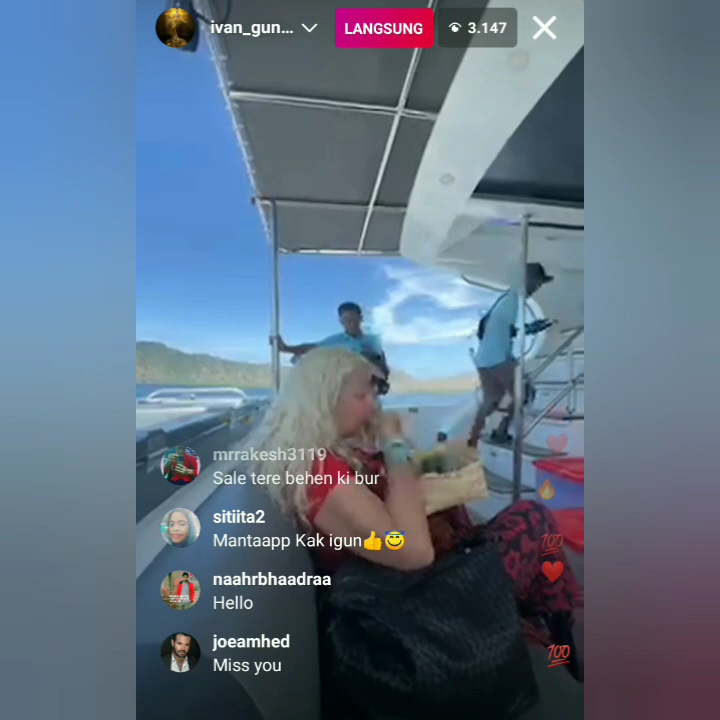 ivan_gun...
LANGSUNG
3.147
mrrakesh3119
Sale tere behen ki bur
sitiita2
Mantaapp Kak igun👍😇
naahrbhaadraa
Hello
💯
joeamhed
Miss you
💯